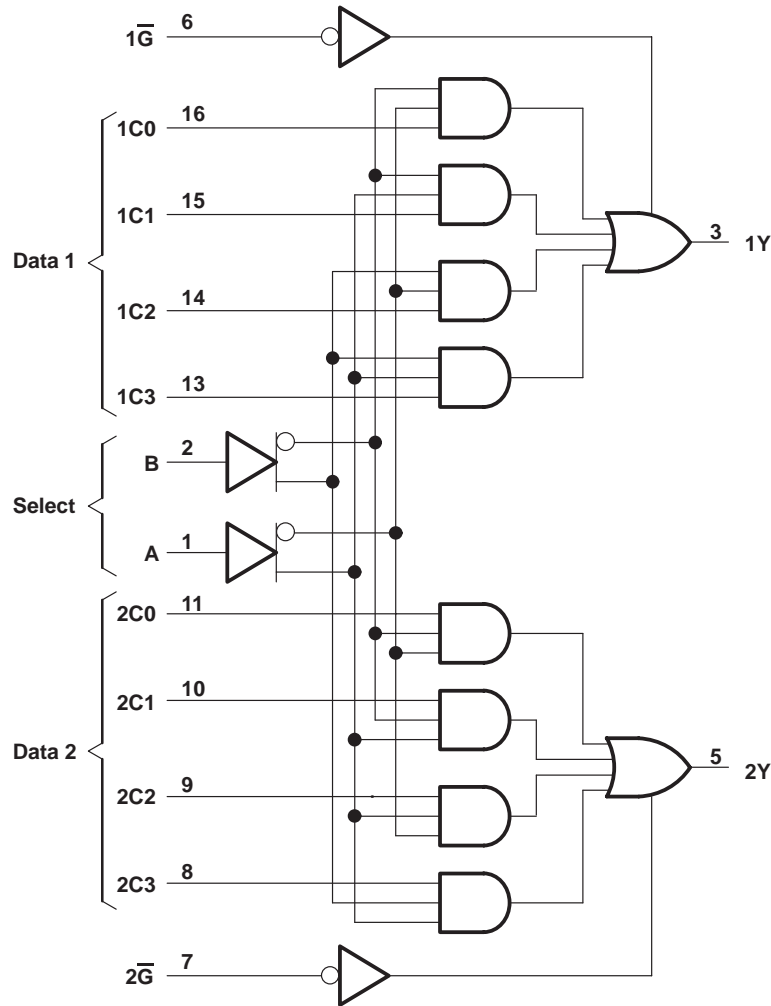 1G̅ 6
1C0 16
1C1 15
Data 1
3 1Y
1C2 14
1C3 13
B 2
Select
A 1
2C0 11
2C1 10
Data 2
5 2Y
2C2 9
2C3 8
2G̅ 7